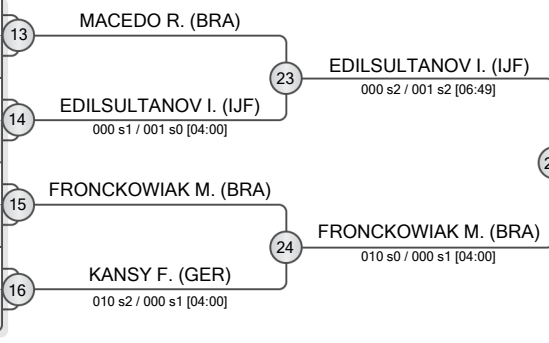 MACEDO R. (BRA)
13
23
EDILSULTANOV I. (IJF)
000 s2 / 001 s2 [06:49]
EDILSULTANOV I. (IJF)
14
000 s1 / 001 s0 [04:00]
FRONCKOWIAK M. (BRA)
15
24
FRONCKOWIAK M. (BRA)
010 s0 / 000 s1 [04:00]
KANSY F. (GER)
16
010 s2 / 000 s1 [04:00]